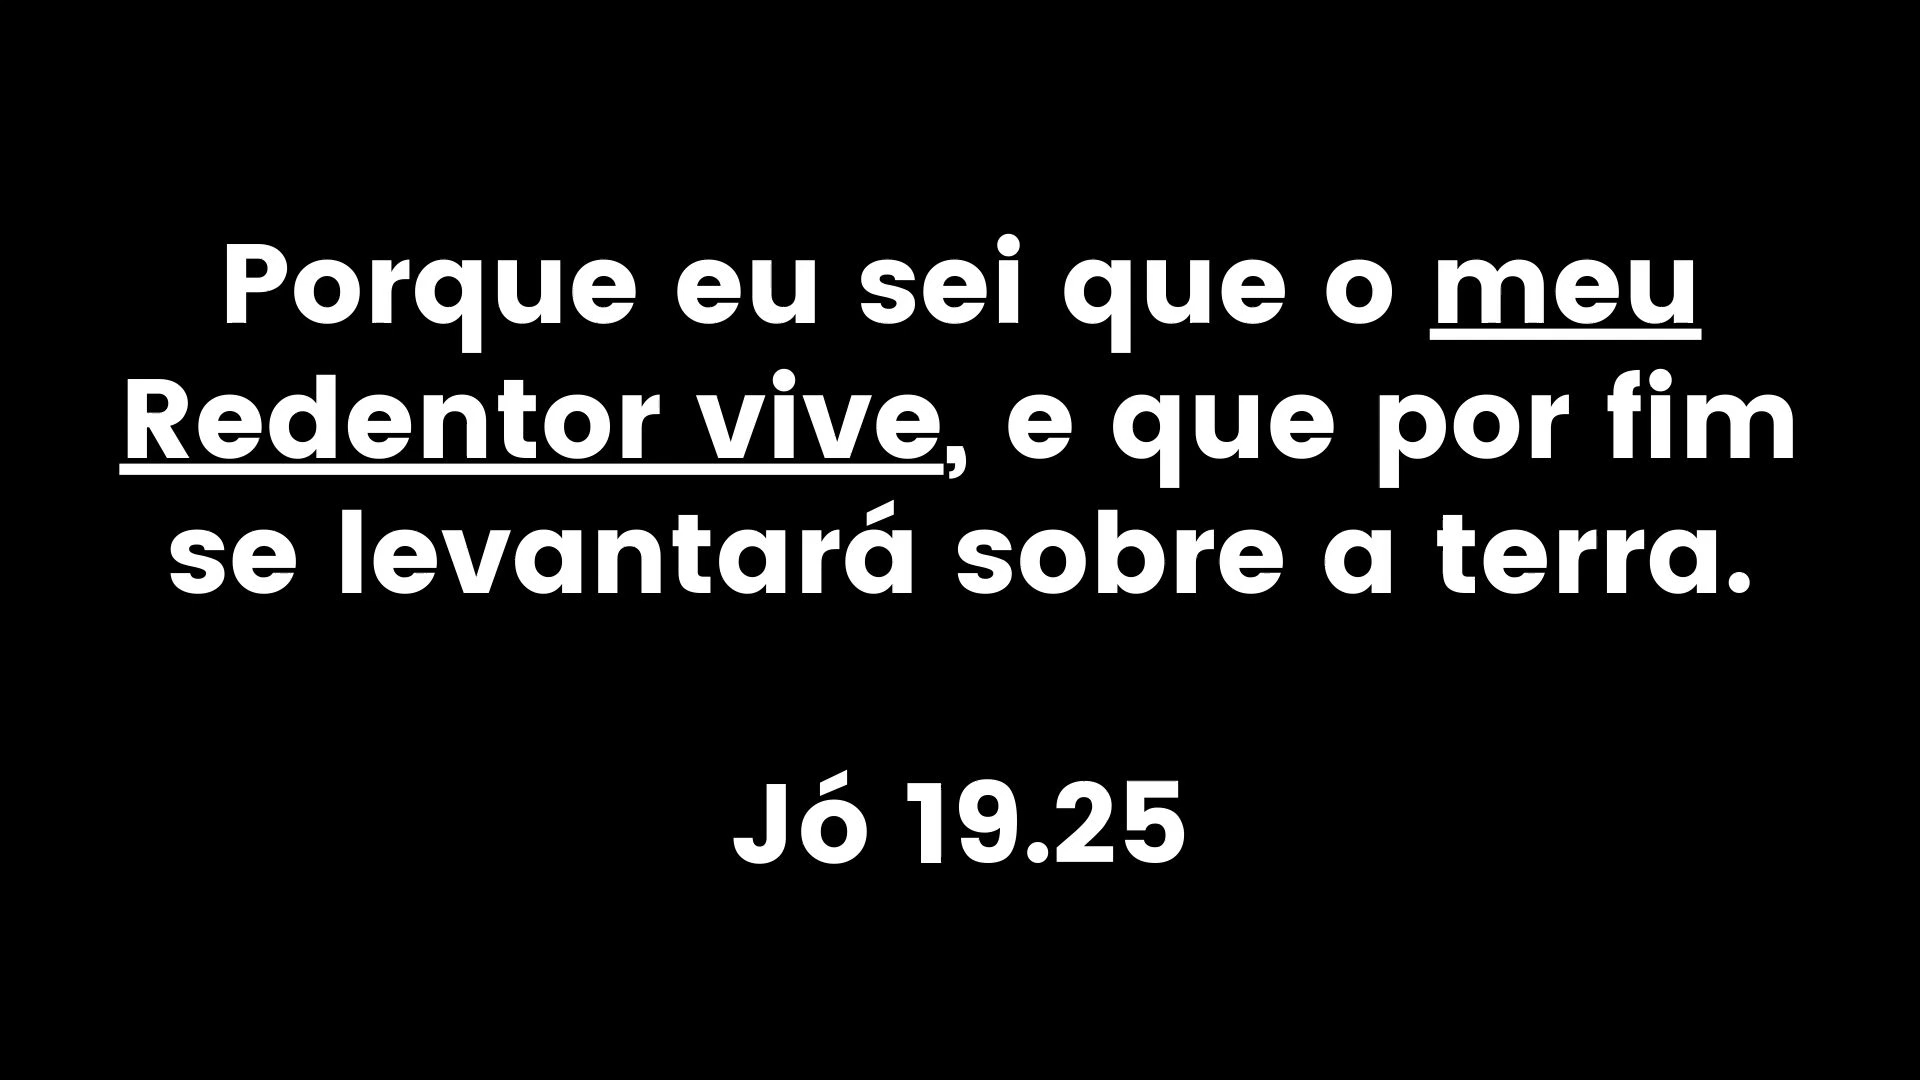 Porque eu sei que o meu
Redentor vive, e que por fim
se levantará sobre a terra.
Jó 19.25